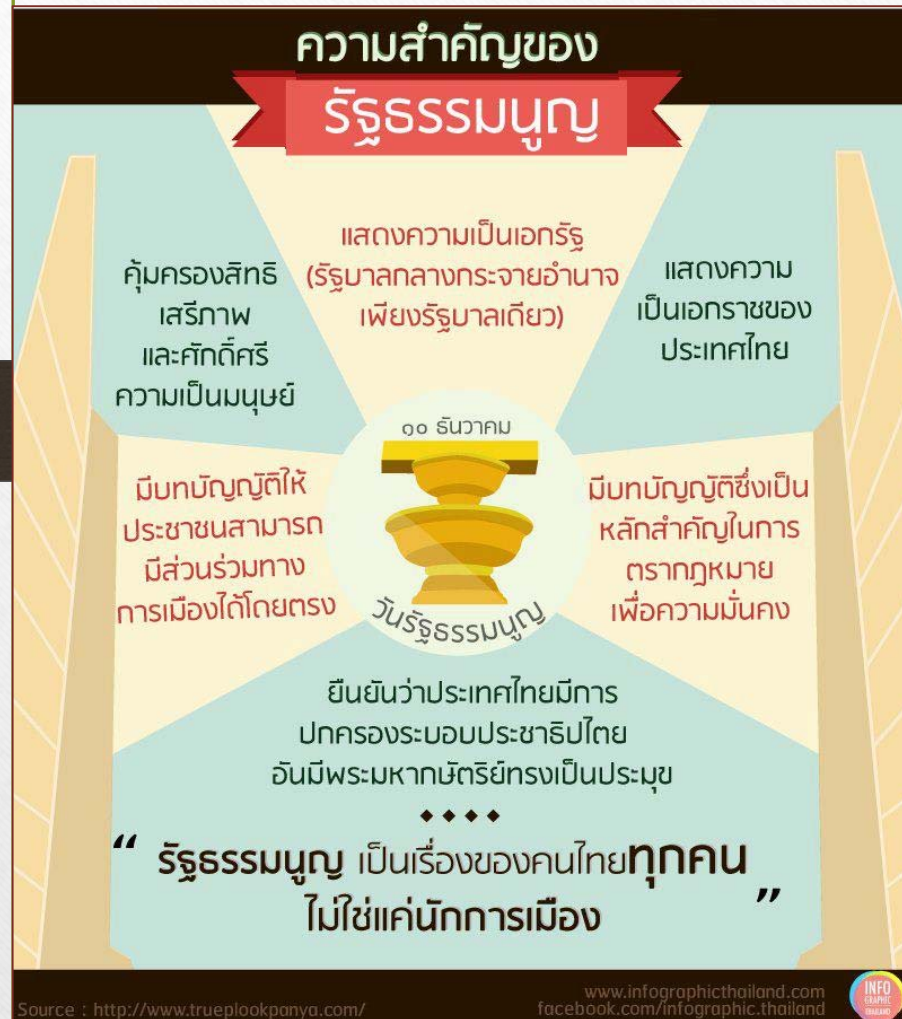 ความสำคัญของ
รัฐธรรมนูญ
แสดงความเป็นเอกรัฐ
(รัฐบาลกลางกระจายอำนาจ
เพียงรัฐบาลเดียว)
คุ้มครองสิทธิ
เสรีภาพ
และศักดิ์ศรี
ความเป็นมนุษย์
แสดงความ
เป็นเอกราชของ
ประเทศไทย
๑๐ ธันวาคม
วันรัฐธรรมนูญ
มีบทบัญญัติให้
ประชาชนสามารถ
มีส่วนร่วมทาง
การเมืองได้โดยตรง
มีบทบัญญัติซึ่งเป็น
หลักสำคัญในการ
ตรากฎหมาย
เพื่อความมั่นคง
ยืนยันว่าประเทศไทยมีการ
ปกครองระบอบประชาธิปไตย
อันมีพระมหากษัตริย์ทรงเป็นประมุข
“ รัฐธรรมนูญ เป็นเรื่องของคนไทยทุกคน
ไม่ใช่แค่นักการเมือง ”
Source : http://www.trueplookpanya.com/
www.infographicthailand.com
facebook.com/infographic.thailand
INFO
GRAPHIC
THAILAND